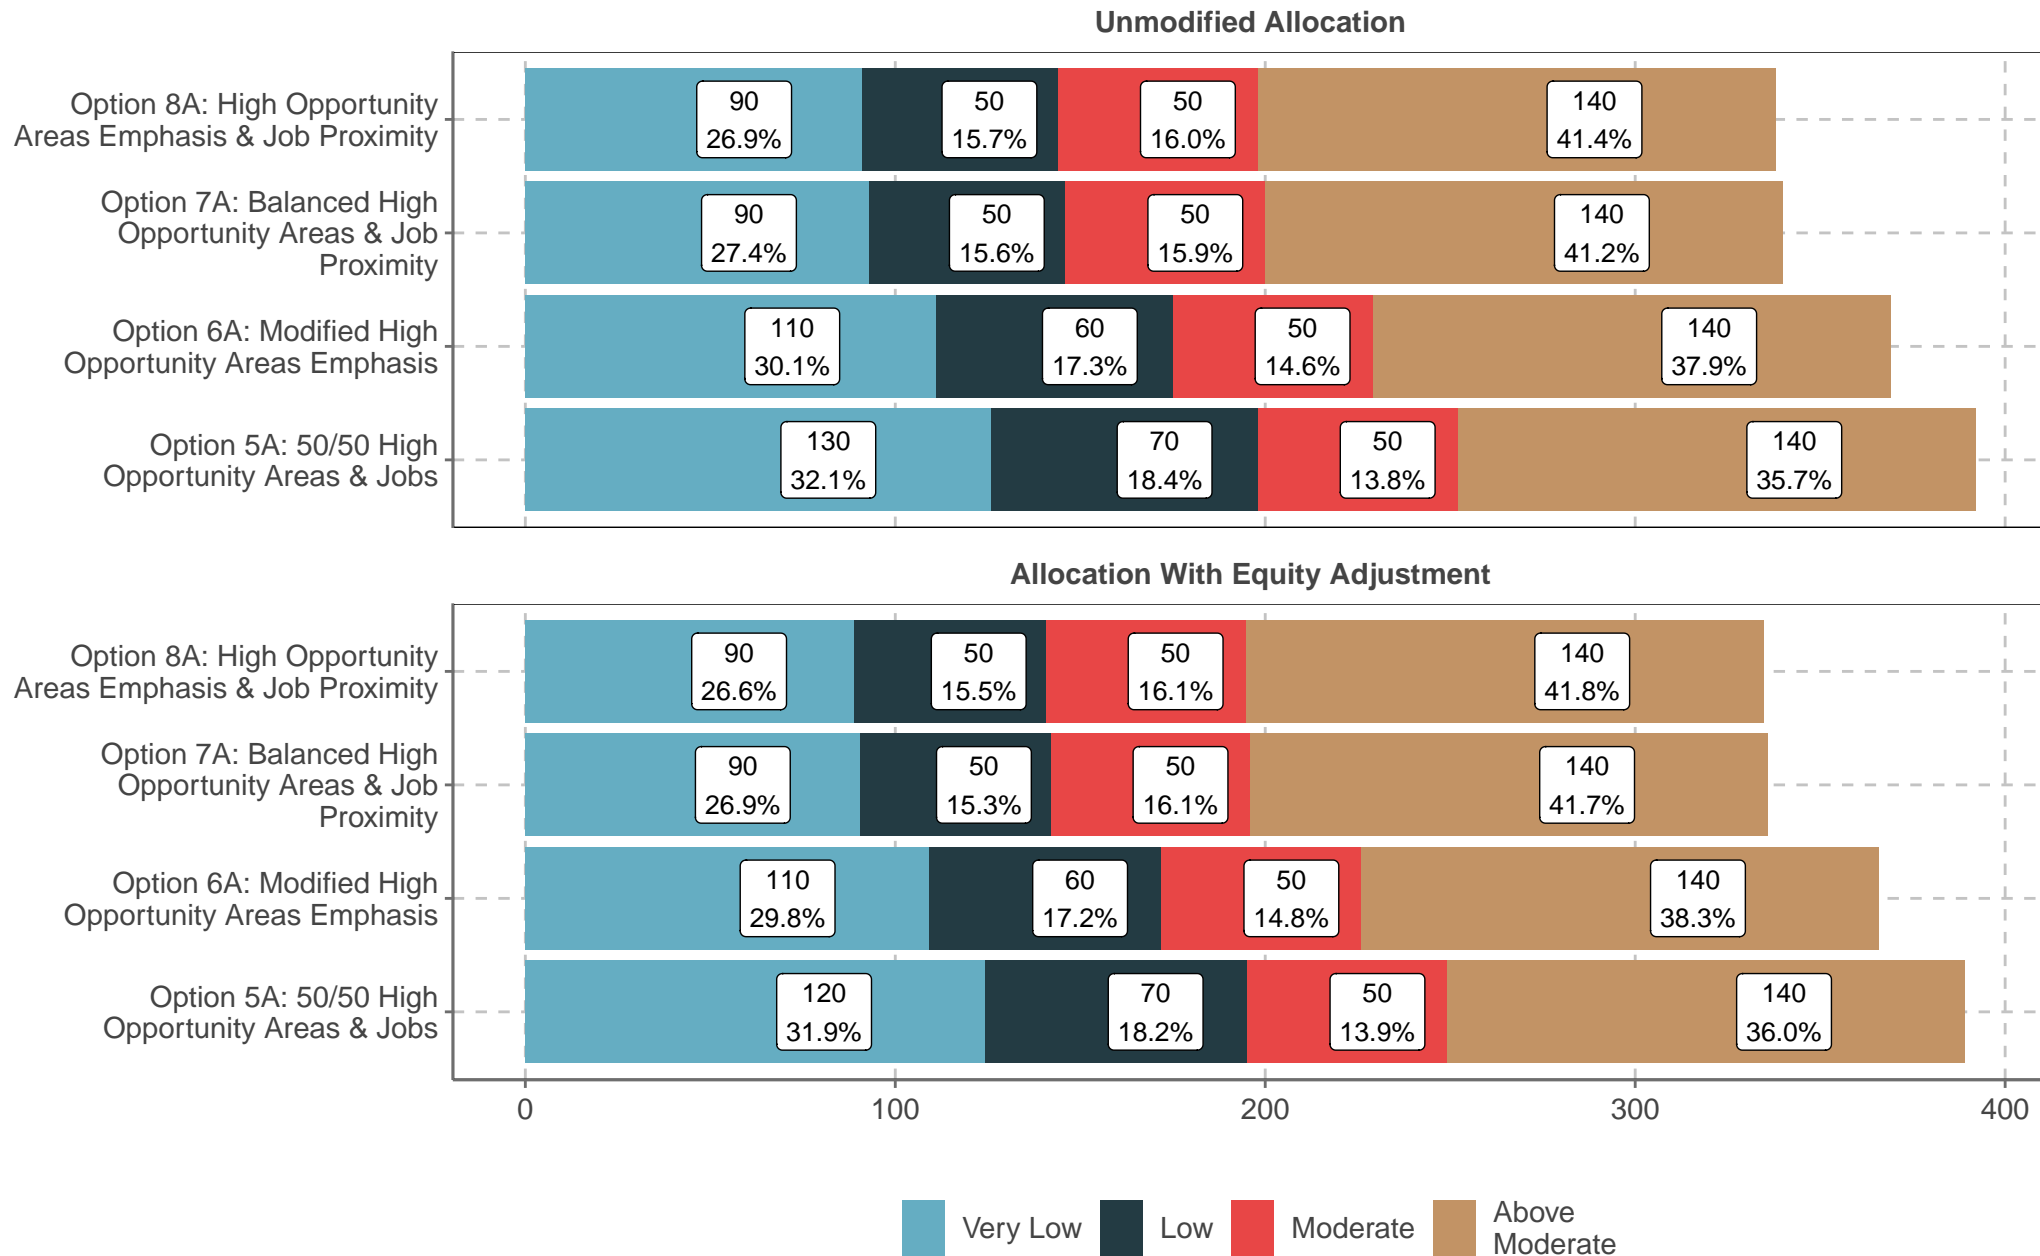 Unmodified Allocation
Option 8A: High Opportunity
Areas Emphasis & Job Proximity
90
26.9%
50
15.7%
50
16.0%
140
41.4%
Option 7A: Balanced High
Opportunity Areas & Job
Proximity
90
27.4%
50
15.6%
50
15.9%
140
41.2%
Option 6A: Modified High
Opportunity Areas Emphasis
110
30.1%
60
17.3%
50
14.6%
140
37.9%
Option 5A: 50/50 High
Opportunity Areas & Jobs
130
32.1%
70
18.4%
50
13.8%
140
35.7%
Allocation With Equity Adjustment
Option 8A: High Opportunity
Areas Emphasis & Job Proximity
90
26.6%
50
15.5%
50
16.1%
140
41.8%
Option 7A: Balanced High
Opportunity Areas & Job
Proximity
90
26.9%
50
15.3%
50
16.1%
140
41.7%
Option 6A: Modified High
Opportunity Areas Emphasis
110
29.8%
60
17.2%
50
14.8%
140
38.3%
Option 5A: 50/50 High
Opportunity Areas & Jobs
120
31.9%
70
18.2%
50
13.9%
140
36.0%
0
100
200
300
400
Very Low
Low
Moderate
Above
Moderate